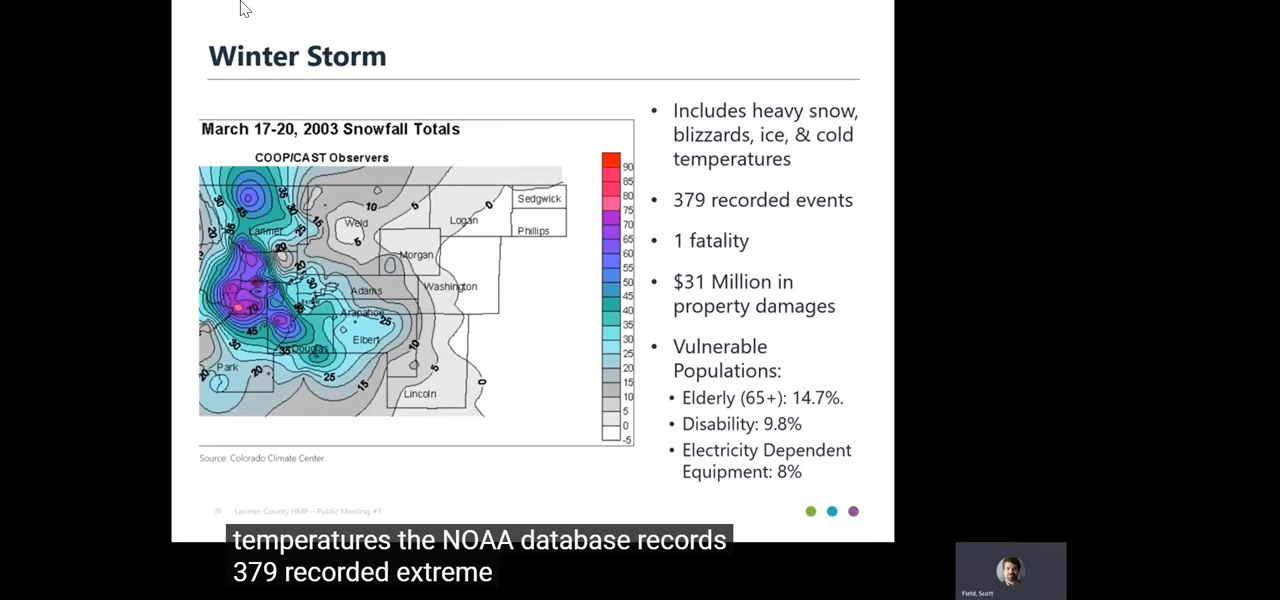 Winter Storm
March 17-20, 2003 Snowfall Totals
COOP/CAST Observers
Sedgwick
Phillips
Logan
Weld
Larimer
Morgan
Washington
Adams
Arapahoe
Elbert
Douglas
Park
Lincoln
90
85
80
75
70
65
60
55
50
45
40
35
30
25
20
15
10
5
0
-5
Source: Colorado Climate Center
• Includes heavy snow,
blizzards, ice, & cold
temperatures
• 379 recorded events
• 1 fatality
• $31 Million in
property damages
• Vulnerable
Populations:
• Elderly (65+): 14.7%.
• Disability: 9.8%
• Electricity Dependent
Equipment: 8%
31 Larimer County HMP – Public Meeting #1
temperatures the NOAA database records
379 recorded extreme
Field, Scott